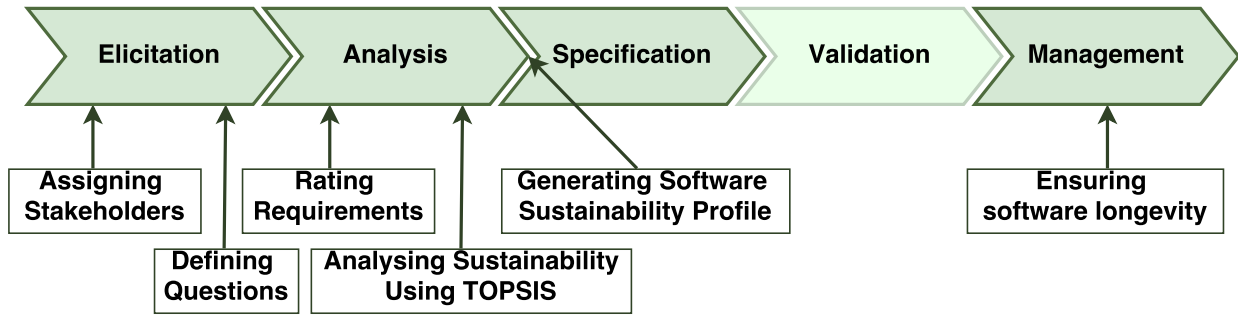 Elicitation
Analysis
Specification
Validation
Management
Assigning
Stakeholders
Rating
Requirements
Generating Software
Sustainability Profile
Ensuring
software longevity
Defining
Questions
Analysing Sustainability
Using TOPSIS